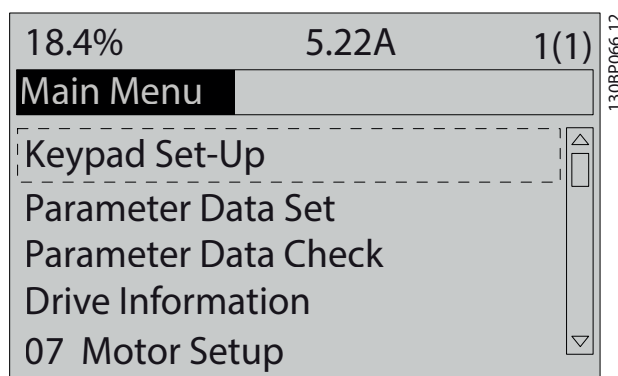 18.4% 5.22A 1(1)
Main Menu
Keypad Set-Up
Parameter Data Set
Parameter Data Check
Drive Information
07 Motor Setup
130BP066.12